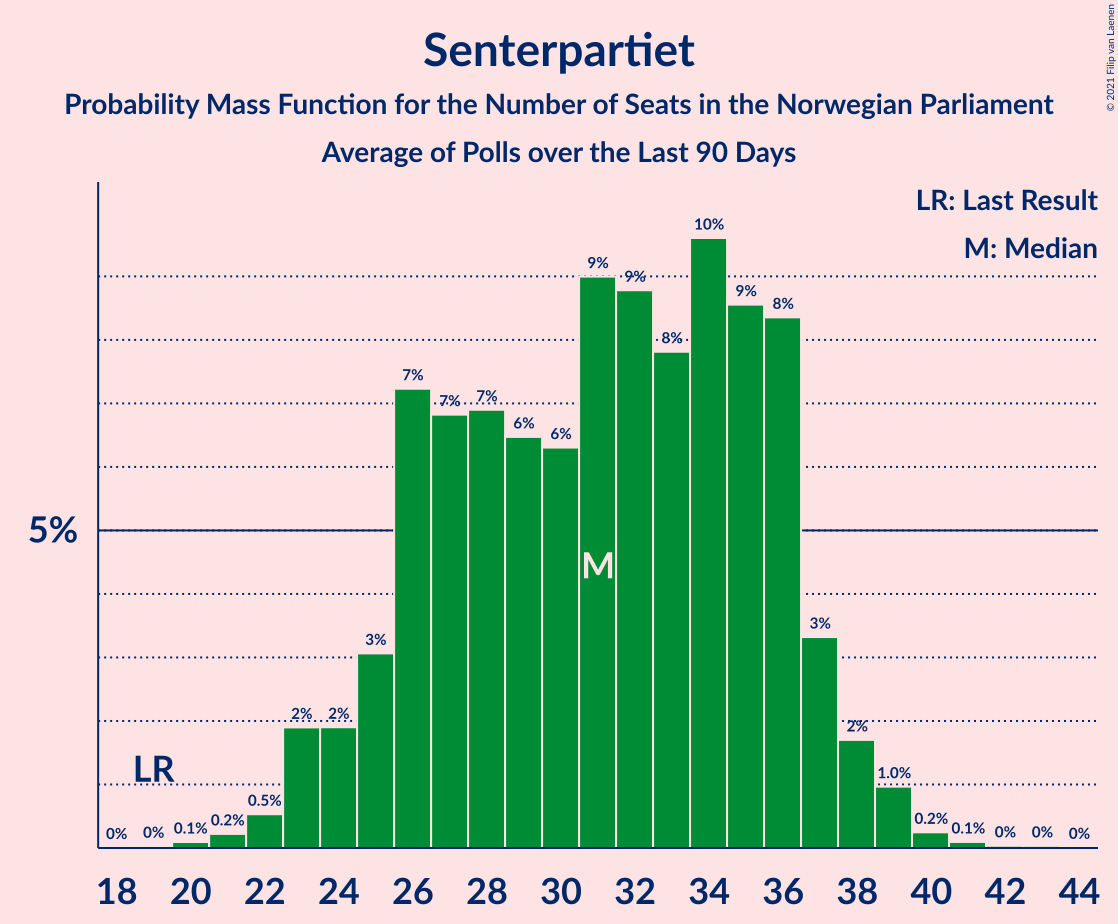 Senterpartiet
Probability Mass Function for the Number of Seats in the Norwegian Parliament
Average of Polls over the Last 90 Days
© 2021 Filip van Laenen
LR: Last Result
M: Median
5%
LR
M
0% 0% 0.1% 0.2% 0.5% 2% 2% 3% 7% 7% 7% 6% 6% 9% 9% 8% 10% 9% 8% 3% 2% 1.0% 0.2% 0.1% 0% 0% 0%
18 20 22 24 26 28 30 32 34 36 38 40 42 44